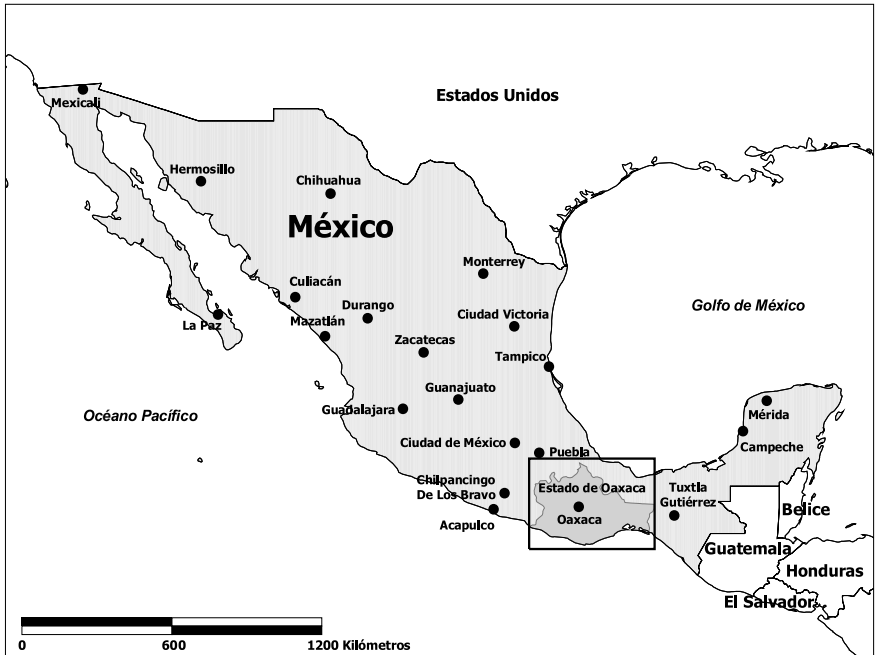 Estados Unidos
Mexicali
Hermosillo
Chihuahua
México
Monterrey
Culiacán
Durango
Ciudad Victoria
Golfo de México
La Paz
Mazatlán
Zacatecas
Tampico
Guanajuato
Océano Pacífico
Guadalajara
Mérida
Ciudad de México
Puebla
Campeche
Chilpancingo
De Los Bravo
Estado de Oaxaca
Tuxtla
Gutiérrez
Acapulco
Oaxaca
Belice
Guatemala
Honduras
El Salvador
0 600 1200 Kilómetros